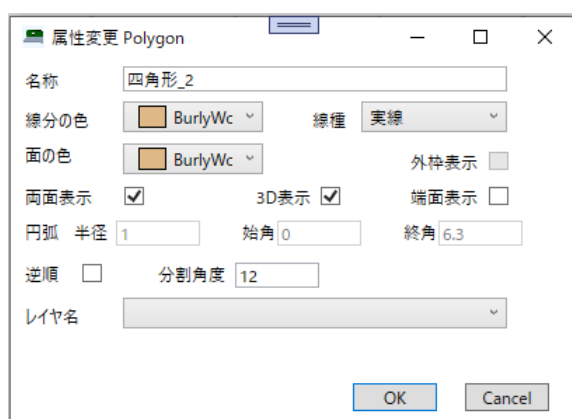 属性変更 Polygon
名称 四角形_2
線分の色 BurlyWc 線種 実線
面の色 BurlyWc 外枠表示
両面表示 3D表示 端面表示
円弧 半径 1 始角 0 終角 6.3
逆順 分割角度 12
レイヤ名
OK Cancel